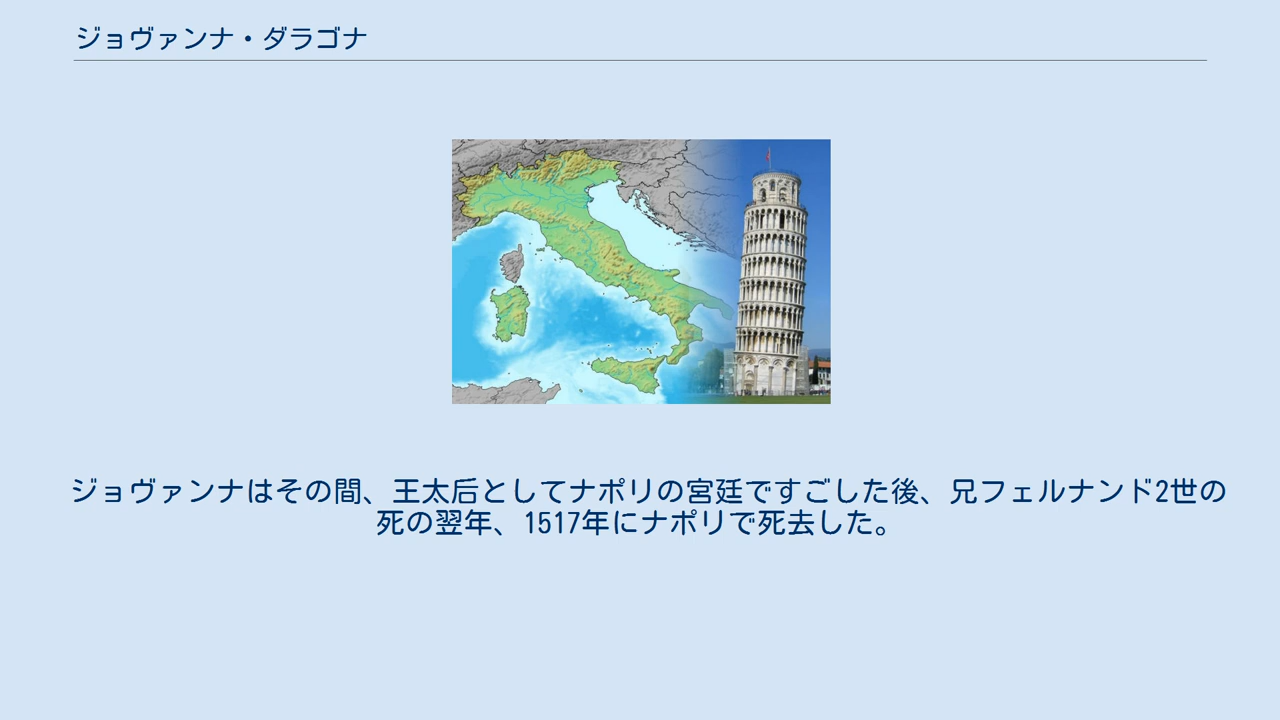 ジョヴァンナ・ダラゴナ
ジョヴァンナはその間、王太后としてナポリの宮廷ですごした後、兄フェルナンド2世の
死の翌年、1517年にナポリで死去した。